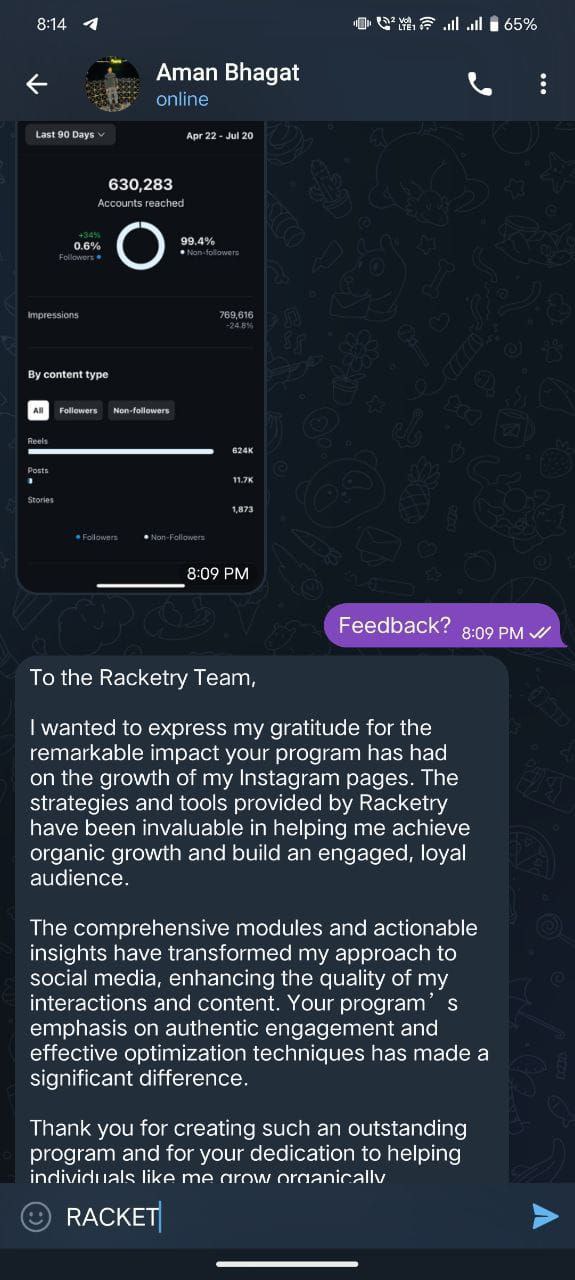 8:14
2
Vo)
LTE1
65%
Aman Bhagat
online
Last 90 Days
Apr 22 - Jul 20
630,283
Accounts reached
+34%
0.6%
Followers
99.4%
Non-followers
Impressions
769,616
-24.8%
By content type
All
Followers
Non-followers
Reels
624K
Posts
11.7K
Stories
1,873
Followers
Non-Followers
8:09 PM
Feedback?
8:09 PM
To the Racketry Team,
I wanted to express my gratitude for the
remarkable impact your program has had
on the growth of my Instagram pages. The
strategies and tools provided by Racketry
have been invaluable in helping me achieve
organic growth and build an engaged, loyal
audience.
The comprehensive modules and actionable
insights have transformed my approach to
social media, enhancing the quality of my
interactions and content. Your program’s
emphasis on authentic engagement and
effective optimization techniques has made a
significant difference.
Thank you for creating such an outstanding
program and for your dedication to helping
individuals like me grow organically
RACKET